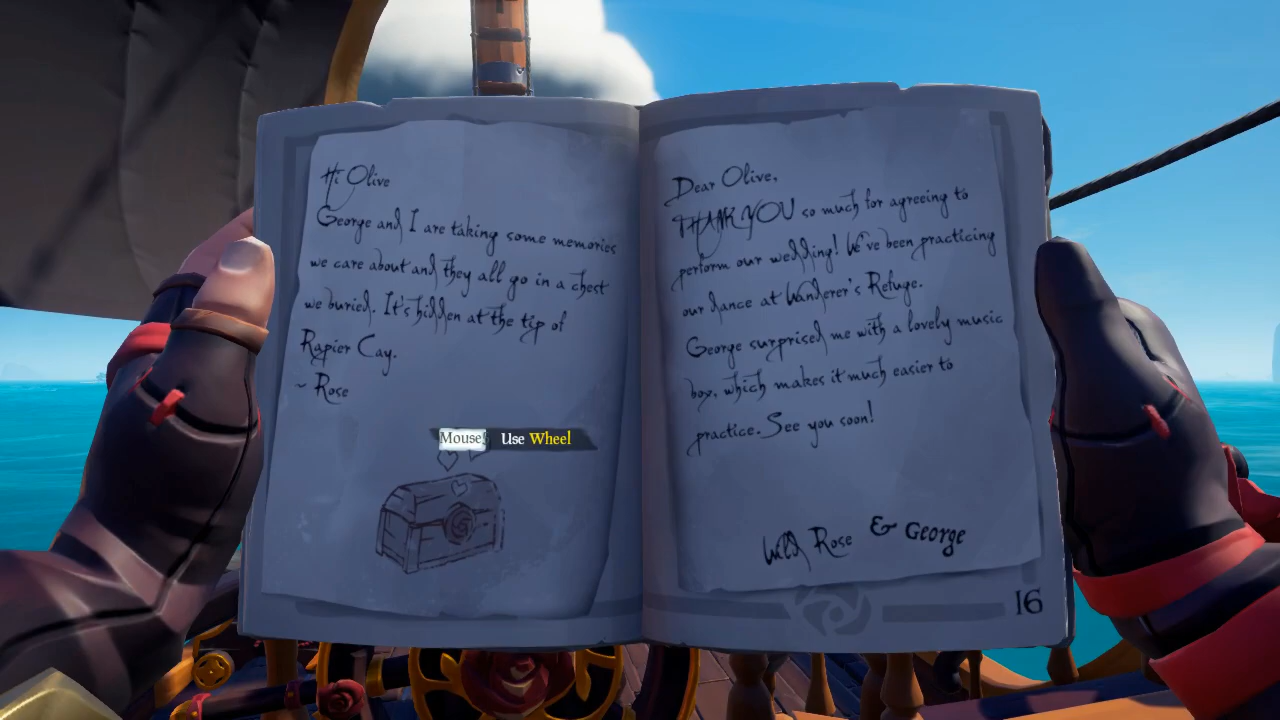 Hi Olive
George and I are taking some memories
we care about and they all go in a chest
we buried. It's hidden at the tip of
Rapier Cay.
~ Rose
Mouse1 Use Wheel
Dear Olive,
THANK YOU so much for agreeing to
perform our wedding! We've been practicing
our dance at Wanderer's Refuge.
George surprised me with a lovely music
box, which makes it much easier to
practice. See you soon!
Wild Rose & George
16